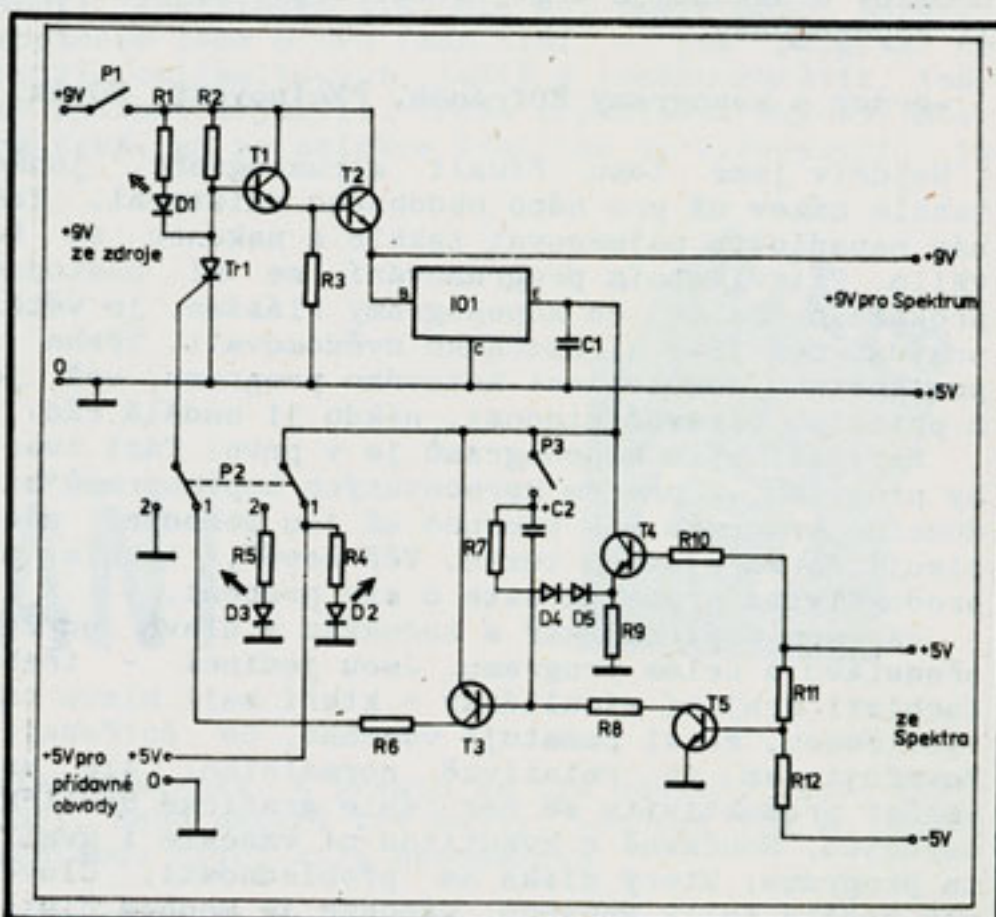 P1
+9V
R1
R2
T1
T2
D1
+9V
ze zdroje
Tr1
R3
B
E
IO1
C
C1
+9V
+9V pro Spektrum
0
+5V
P3
P2
2
1
2
1
+C2
R5
R4
R7
T4
R10
D3
D2
D4
D5
R9
+5V
R11
ze
Spektra
R6
T3
R8
T5
R12
+5V pro
přídavné
obvody
+5V
0
-5V